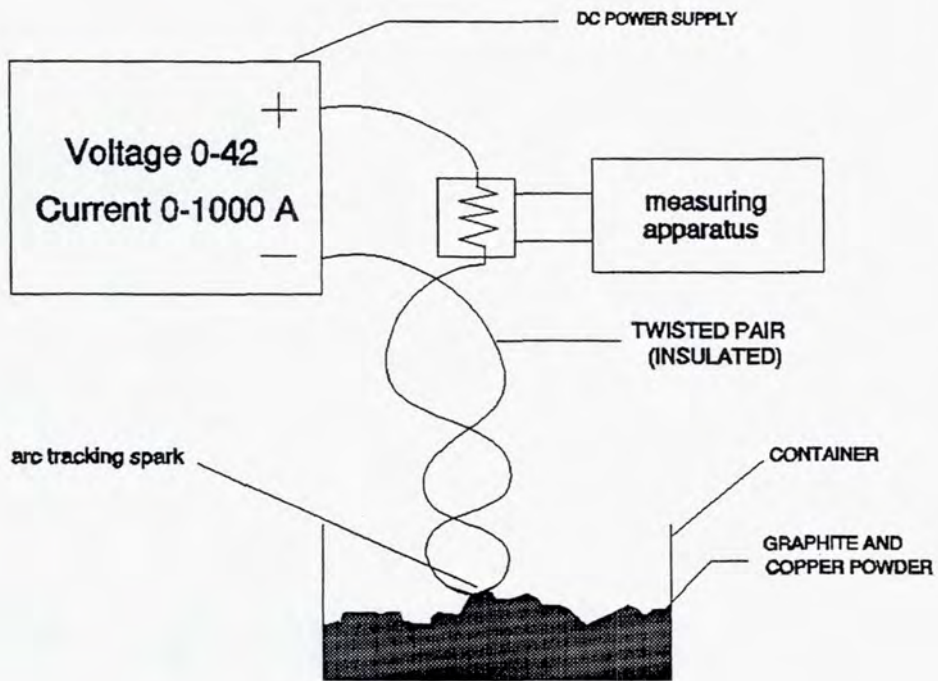 DC POWER SUPPLY
+
Voltage 0-42
Current 0-1000 A
−
measuring
apparatus
TWISTED PAIR
(INSULATED)
arc tracking spark
CONTAINER
GRAPHITE AND
COPPER POWDER